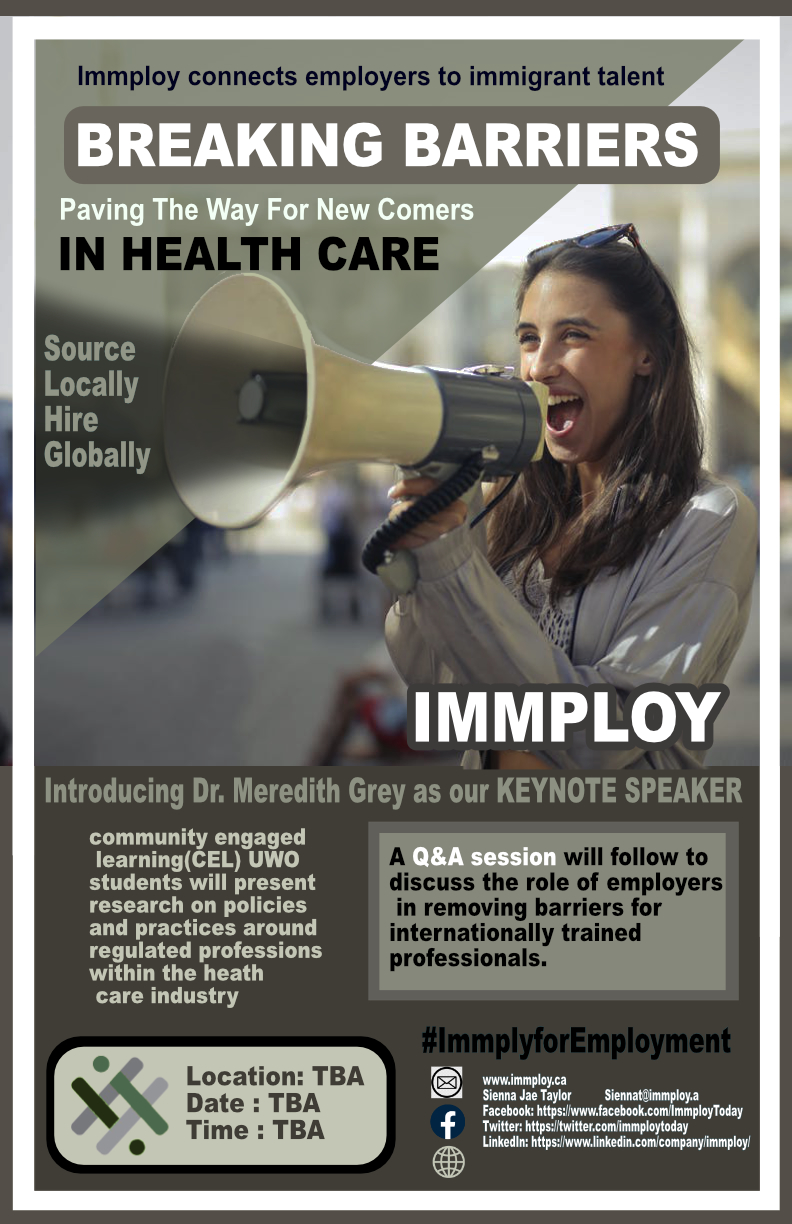 Immploy connects employers to immigrant talent
BREAKING BARRIERS
Paving The Way For New Comers
IN HEALTH CARE
Source
Locally
Hire
Globally
IMMPLOY
Introducing Dr. Meredith Grey as our KEYNOTE SPEAKER
community engaged
learning(CEL) UWO
students will present
research on policies
and practices around
regulated professions
within the heath
care industry
A Q&A session will follow to
discuss the role of employers
in removing barriers for
internationally trained
professionals.
Location: TBA
Date : TBA
Time : TBA
#ImmplyforEmployment
www.immploy.ca
Sienna Jae Taylor Siennat@immploy.a
Facebook: https://www.facebook.com/ImmployToday
Twitter: https://twitter.com/immploytoday
LinkedIn: https://www.linkedin.com/company/immploy/